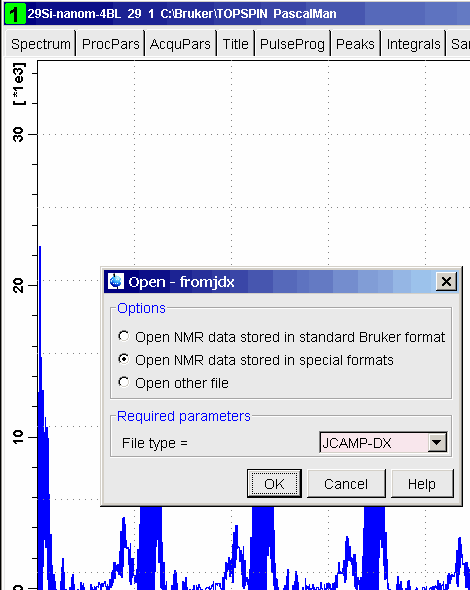 1 29Si-nanom-4BL 29 1 C:\Bruker\TOPSPIN PascalMan
Spectrum ProcPars AcquPars Title PulseProg Peaks Integrals Sa
[ *1e3]
30
20
10
0
Open - fromjdx
Options
Open NMR data stored in standard Bruker format
Open NMR data stored in special formats
Open other file
Required parameters
File type = JCAMP-DX
OK Cancel Help